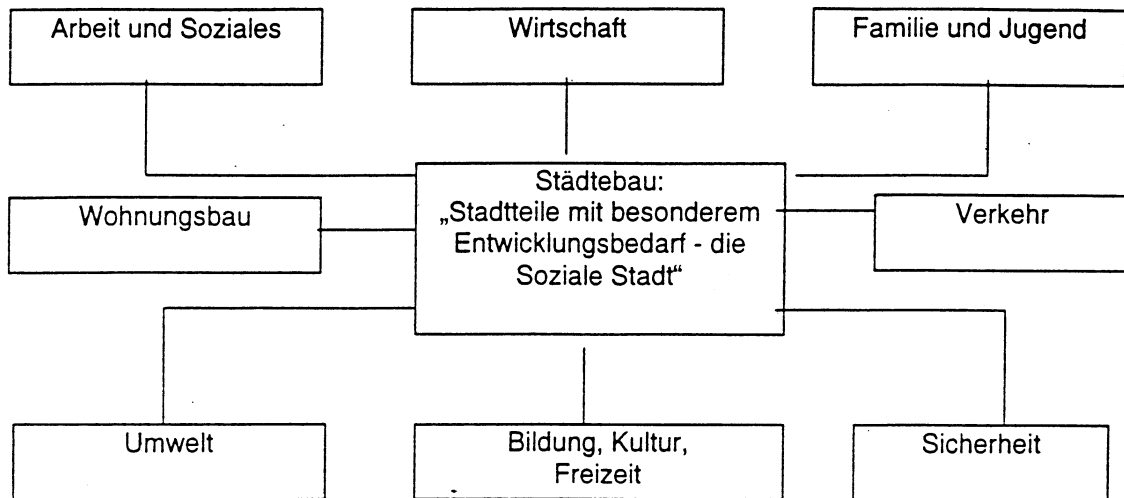 Arbeit und Soziales
Wirtschaft
Familie und Jugend
Städtebau:
„Stadtteile mit besonderem
Entwicklungsbedarf - die
Soziale Stadt“
Wohnungsbau
Verkehr
Umwelt
Bildung, Kultur,
Freizeit
Sicherheit